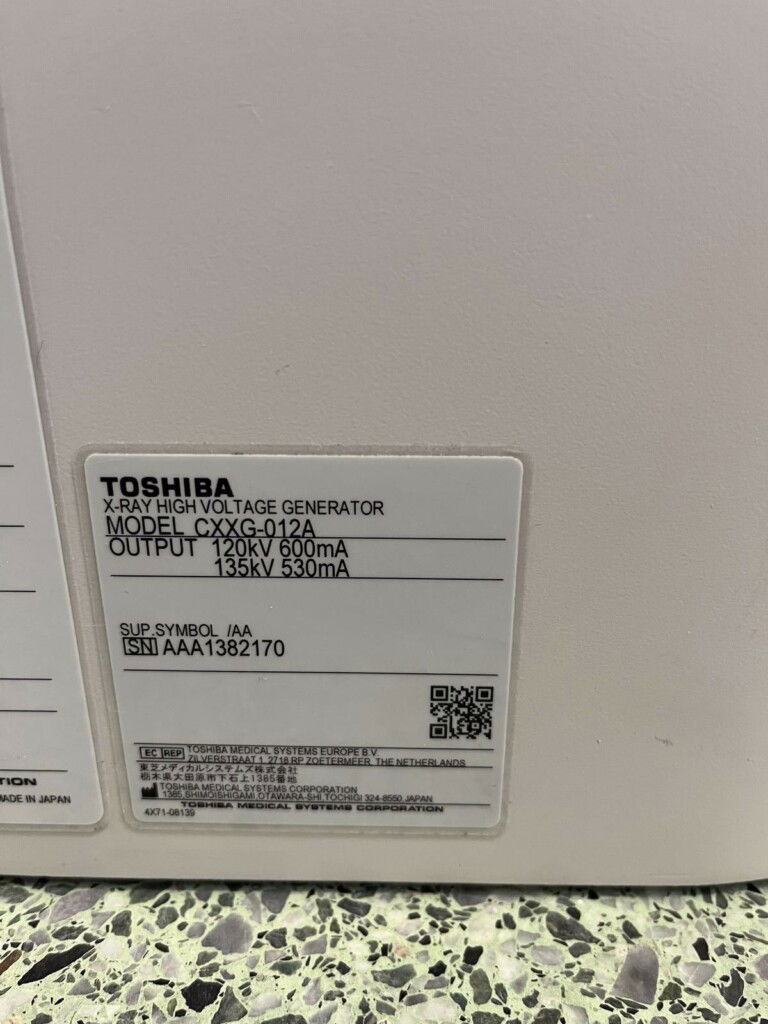 TOSHIBA
X-RAY HIGH VOLTAGE GENERATOR
MODEL CXXG-012A
OUTPUT 120kV 600mA
135kV 530mA
SUP.SYMBOL /AA
SN AAA1382170
EC REP TOSHIBA MEDICAL SYSTEMS EUROPE B.V.
ZILVERSTRAAT 1, 2718 RP ZOETERMEER, THE NETHERLANDS
東芝メディカルシステムズ株式会社
栃木県大田原市下石上1385番地
TOSHIBA MEDICAL SYSTEMS CORPORATION
1385,SHIMOISHIGAMI,OTAWARA-SHI,TOCHIGI 324-8550,JAPAN
TOSHIBA MEDICAL SYSTEMS CORPORATION
4X71-08139
TION
MADE IN JAPAN